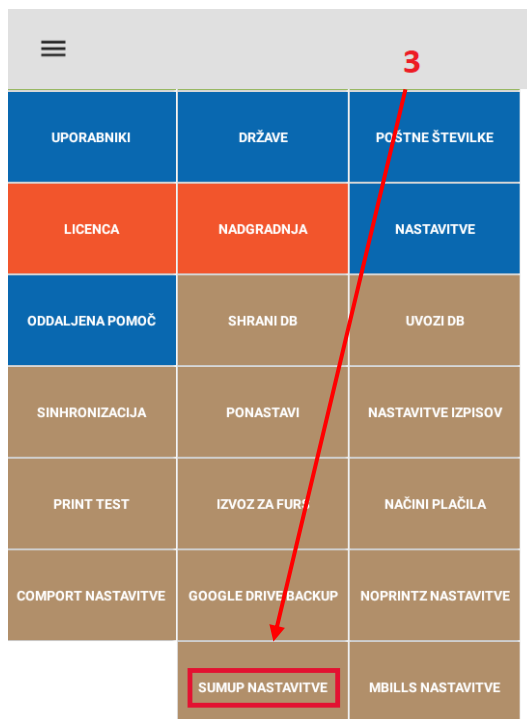 3
UPORABNIKI
DRŽAVE
POŠTNE ŠTEVILKE
LICENCA
NADGRADNJA
NASTAVITVE
ODDALJENA POMOČ
SHRANI DB
UVOZI DB
SINHRONIZACIJA
PONASTAVI
NASTAVITVE IZPISOV
PRINT TEST
IZVOZ ZA FURS
NAČINI PLAČILA
COMPORT NASTAVITVE
GOOGLE DRIVE BACKUP
NOPRINTZ NASTAVITVE
SUMUP NASTAVITVE
MBILLS NASTAVITVE